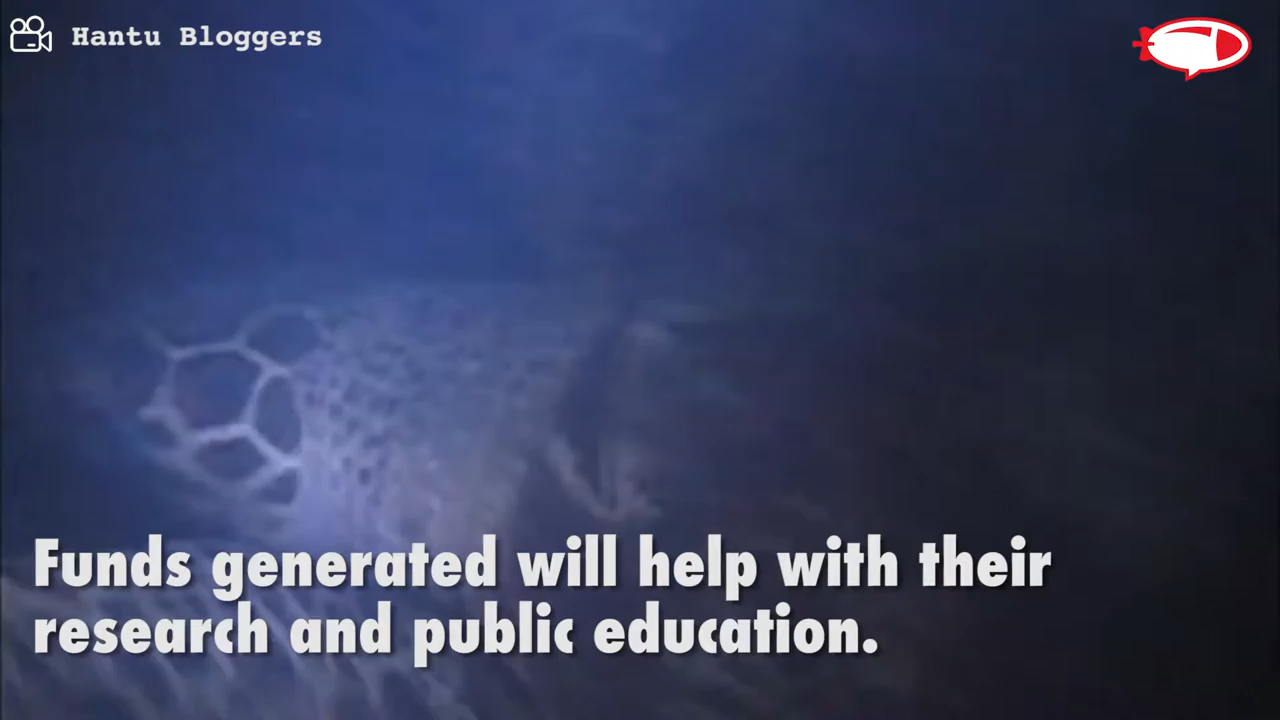 Hantu Bloggers
Funds generated will help with their
research and public education.